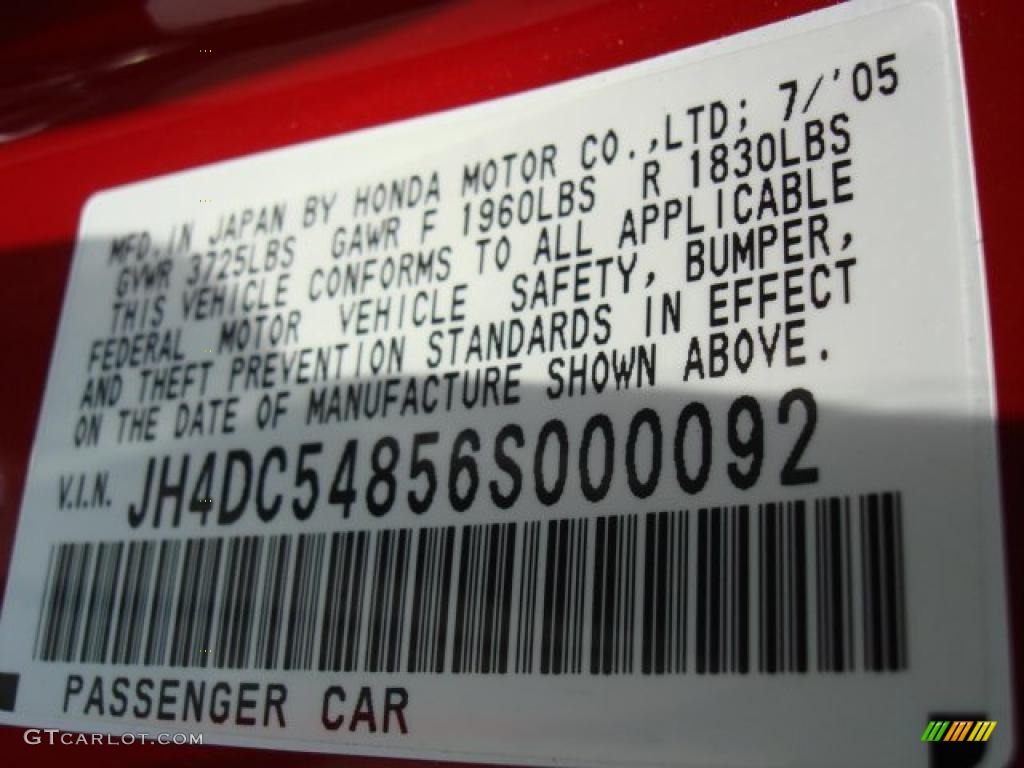 MFD. IN JAPAN BY HONDA MOTOR CO.,LTD; 7/'05
GVWR 3725LBS GAWR F 1960LBS R 1830LBS
THIS VEHICLE CONFORMS TO ALL APPLICABLE
FEDERAL MOTOR VEHICLE SAFETY, BUMPER,
AND THEFT PREVENTION STANDARDS IN EFFECT
ON THE DATE OF MANUFACTURE SHOWN ABOVE.
V.I.N. JH4DC54856S000092
PASSENGER CAR
GTCARLOT.COM